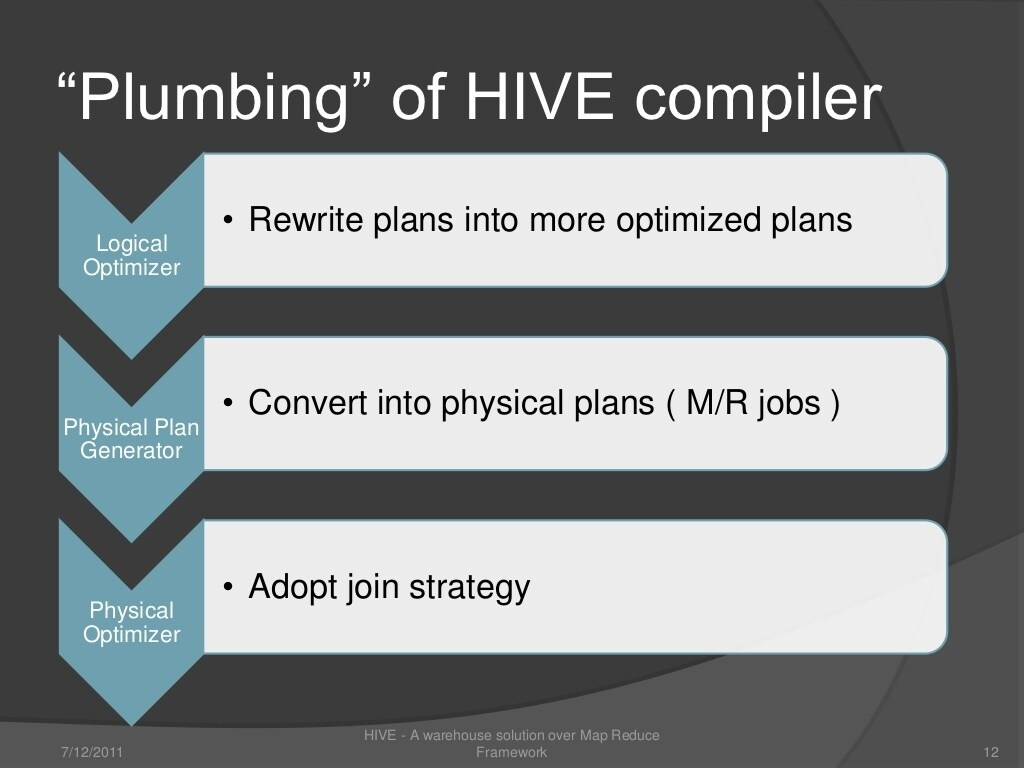 “Plumbing” of HIVE compiler
Logical
Optimizer
• Rewrite plans into more optimized plans
Physical Plan
Generator
• Convert into physical plans ( M/R jobs )
Physical
Optimizer
• Adopt join strategy
7/12/2011
HIVE - A warehouse solution over Map Reduce
Framework
12